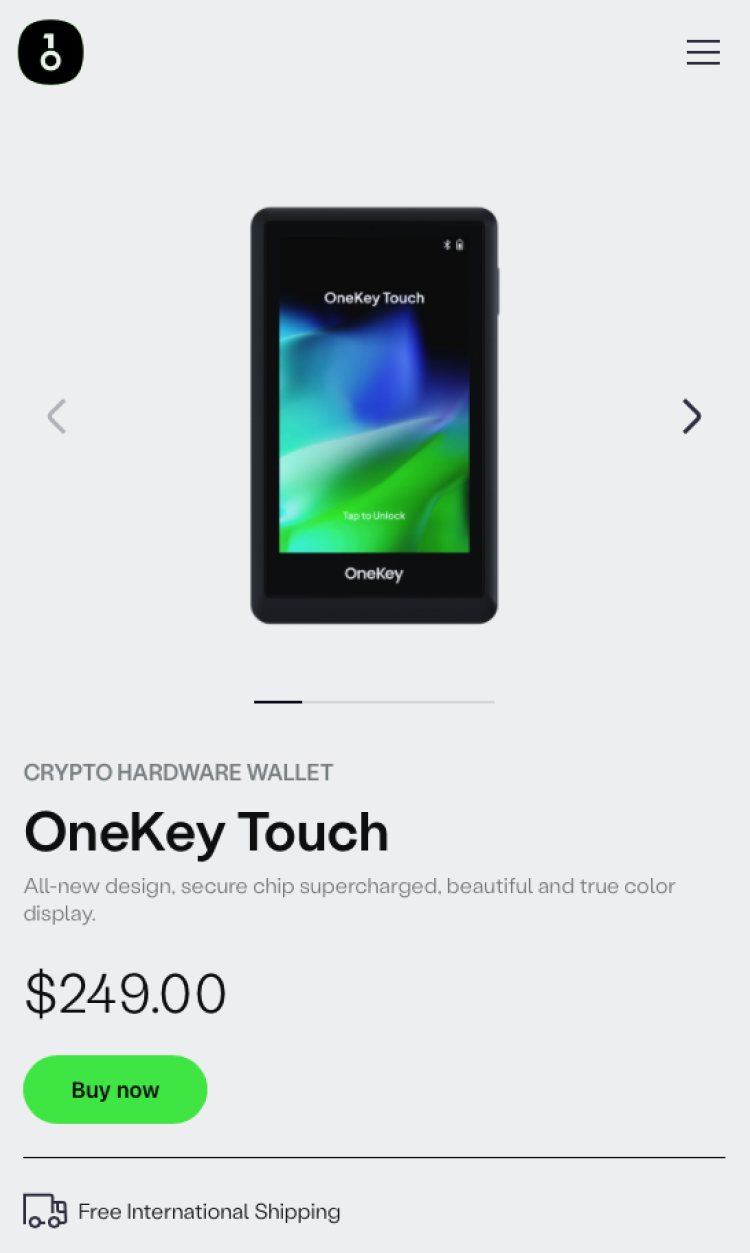 OneKey Touch
Tap to Unlock
OneKey
CRYPTO HARDWARE WALLET
OneKey Touch
All-new design, secure chip supercharged, beautiful and true color
display.
$249.00
Buy now
Free International Shipping